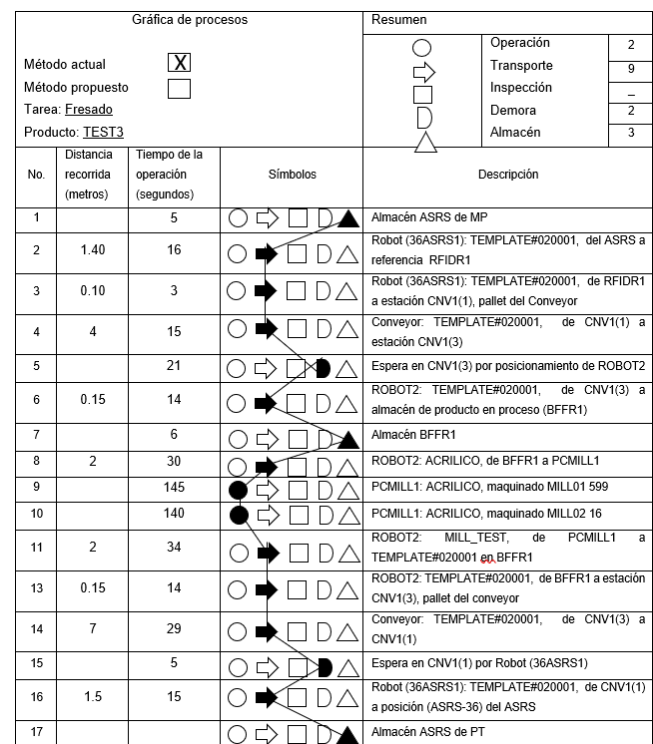 Gráfica de procesos
Método actual X
Método propuesto
Tarea: Fresado
Producto: TEST3
Resumen
Operación 2
Transporte 9
Inspección _
Demora 2
Almacén 3
No. Distancia recorrida (metros) Tiempo de la operación (segundos) Símbolos Descripción
1 5 Almacén ASRS de MP
2 1.40 16 Robot (36ASRS1): TEMPLATE#020001, del ASRS a
referencia RFIDR1
3 0.10 3 Robot (36ASRS1): TEMPLATE#020001, de RFIDR1
a estación CNV1(1), pallet del Conveyor
4 4 15 Conveyor: TEMPLATE#020001, de CNV1(1) a
estación CNV1(3)
5 21 Espera en CNV1(3) por posicionamiento de ROBOT2
6 0.15 14 ROBOT2: TEMPLATE#020001, de CNV1(3) a
almacén de producto en proceso (BFFR1)
7 6 Almacén BFFR1
8 2 30 ROBOT2: ACRILICO, de BFFR1 a PCMILL1
9 145 PCMILL1: ACRILICO, maquinado MILL01 599
10 140 PCMILL1: ACRILICO, maquinado MILL02 16
11 2 34 ROBOT2: MILL_TEST, de PCMILL1 a
TEMPLATE#020001 en BFFR1
13 0.15 14 ROBOT2: TEMPLATE#020001, de BFFR1 a estación
CNV1(3), pallet del conveyor
14 7 29 Conveyor: TEMPLATE#020001, de CNV1(3) a
CNV1(1)
15 5 Espera en CNV1(1) por Robot (36ASRS1)
16 1.5 15 Robot (36ASRS1): TEMPLATE#020001, de CNV1(1)
a posición (ASRS-36) del ASRS
17 Almacén ASRS de PT